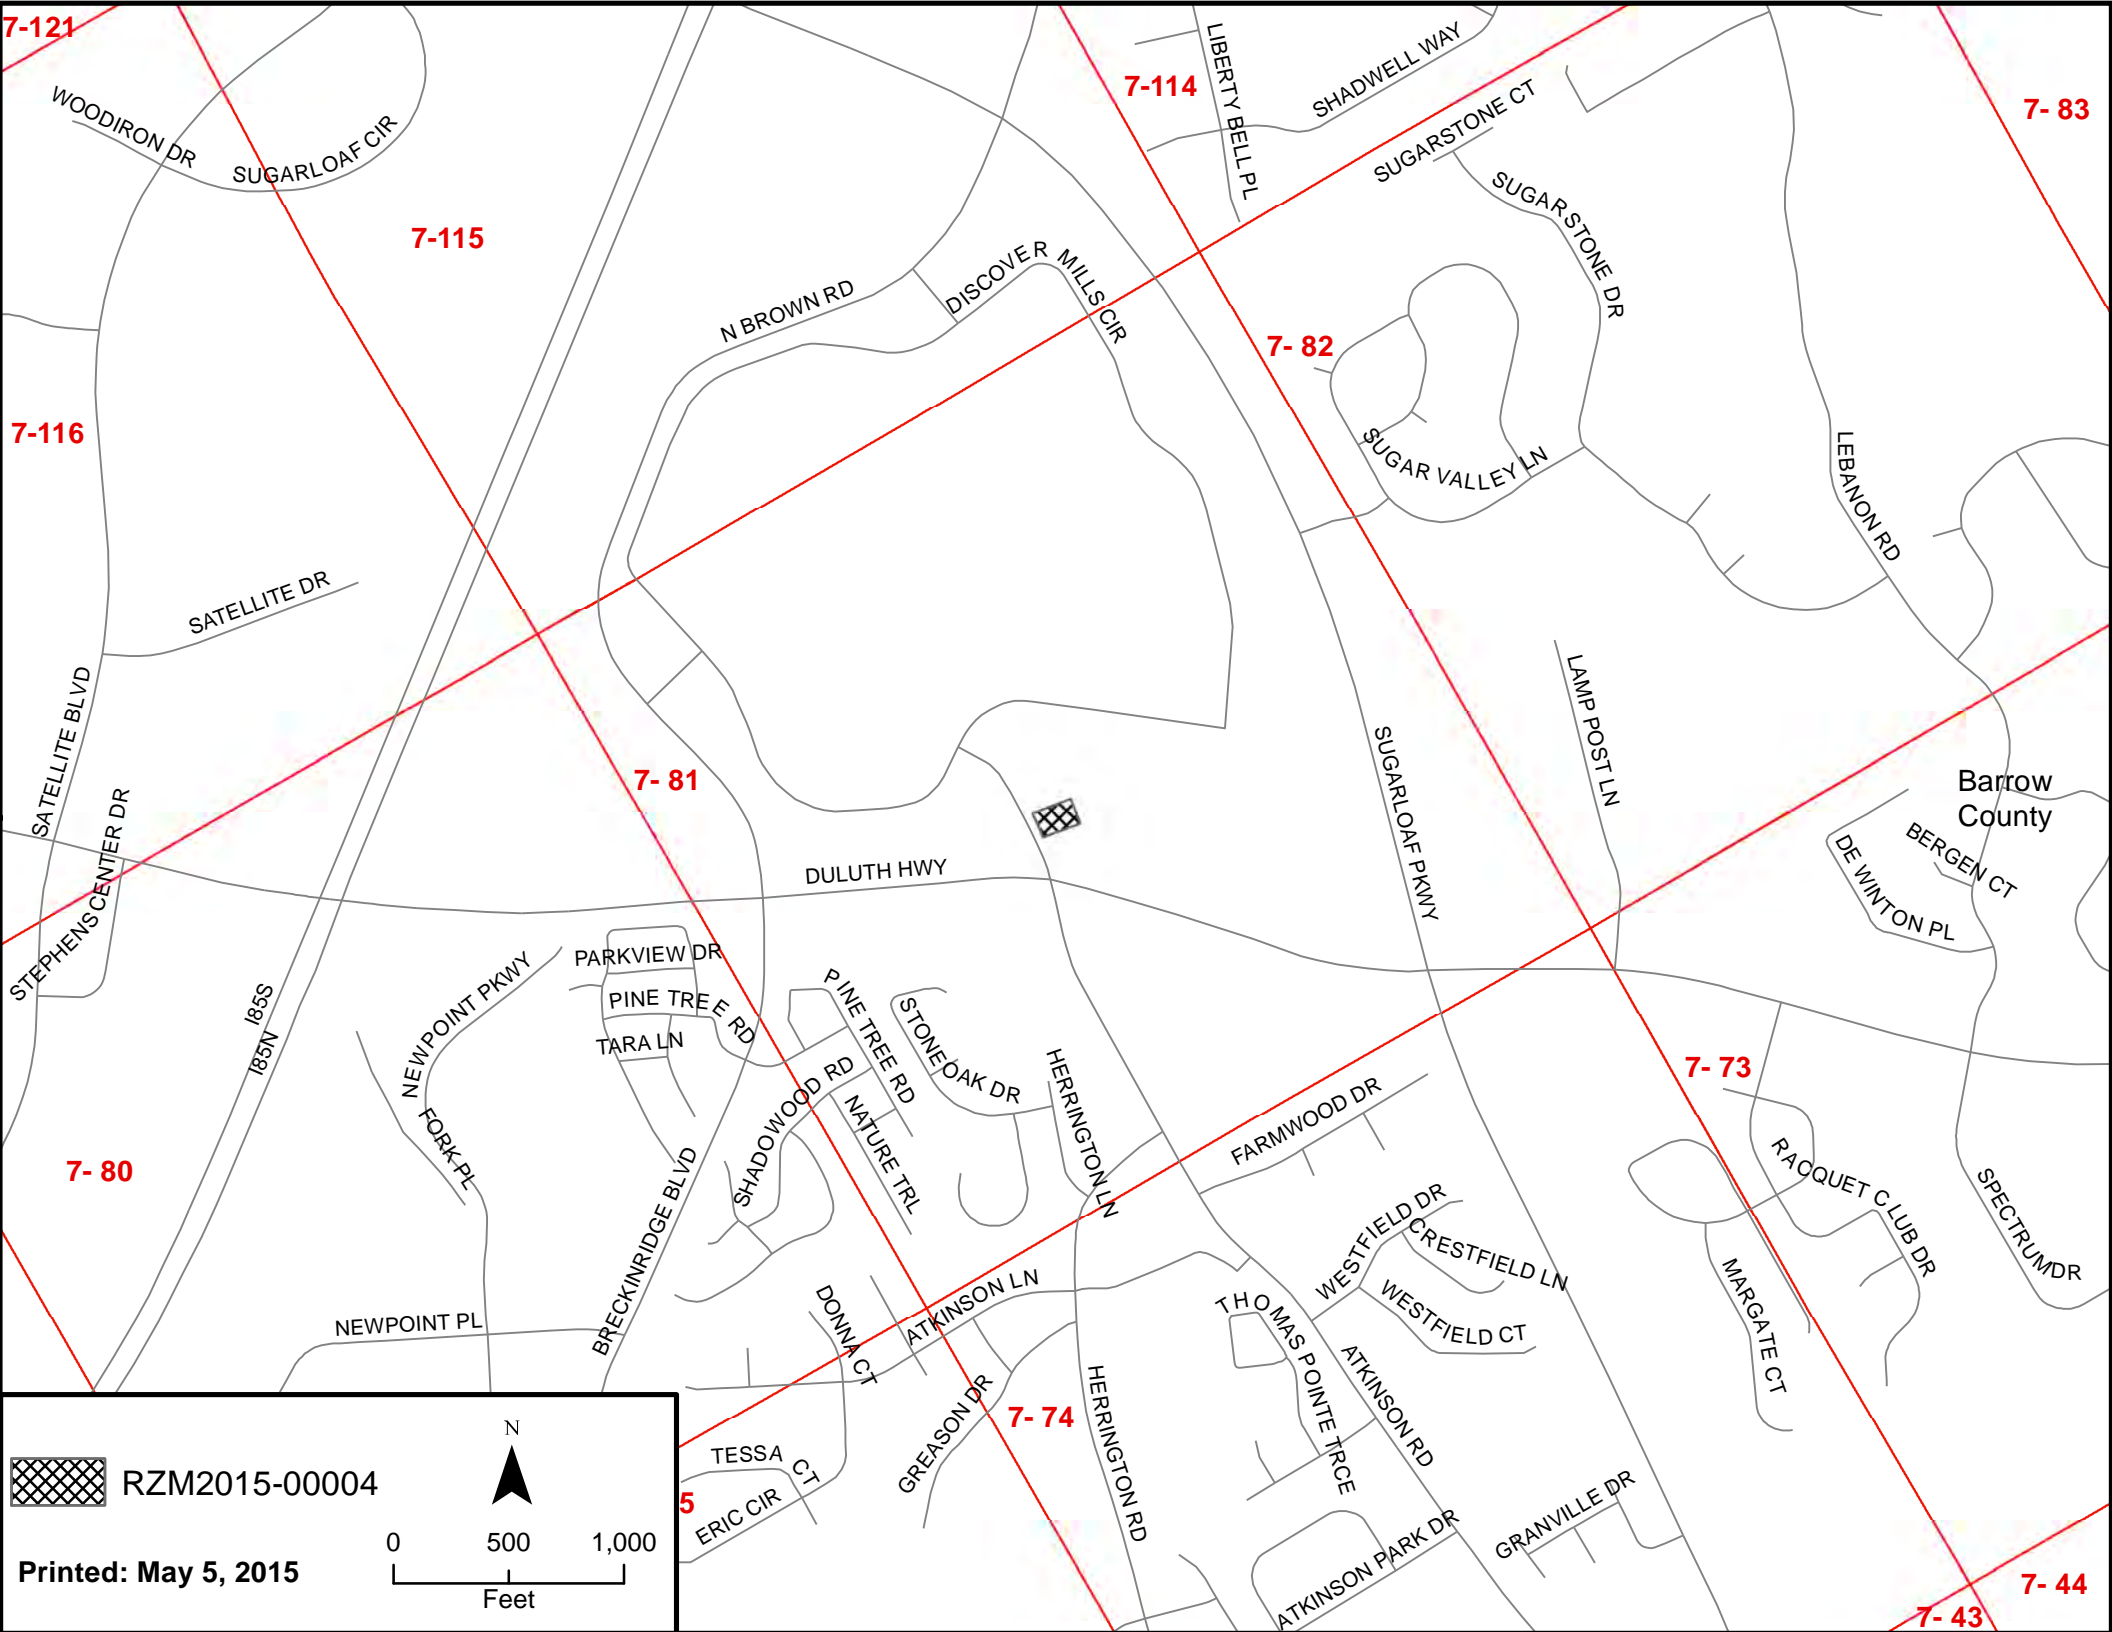 7-121
WOODIRON DR
SUGARLOAF CIR
7-115
7-114
LIBERTY BELL PL
SHADWELL WAY
SUGARSTONE CT
7- 83
SUGARSTONE DR
N BROWN RD
DISCOVER MILLS CIR
7- 82
7-116
SUGAR VALLEY LN
LEBANON RD
SATELLITE DR
SATELLITE BLVD
LAMP POST LN
7- 81
SUGARLOAF PKWY
Barrow
County
STEPHENS CENTER DR
DULUTH HWY
DE WINTON PL
BERGEN CT
I85S
I85N
NEWPOINT PKWY
PARKVIEW DR
PINE TREE RD
TARA LN
PINE TREE RD
STONEOAK DR
SHADOWOOD RD
NATURE TRL
HERRINGTON LN
FARMWOOD DR
7- 73
FORK PL
7- 80
BRECKINRIDGE BLVD
RACQUET CLUB DR
SPECTRUM DR
WESTFIELD DR
CRESTFIELD LN
WESTFIELD CT
MARGATE CT
NEWPOINT PL
DONNA CT
ATKINSON LN
THOMAS POINTE TRCE
ATKINSON RD
GREASON DR
7- 74
HERRINGTON RD
TESSA CT
ERIC CIR
5
GRANVILLE DR
ATKINSON PARK DR
7- 44
7- 43
N
RZM2015-00004
0 500 1,000
Feet
Printed: May 5, 2015